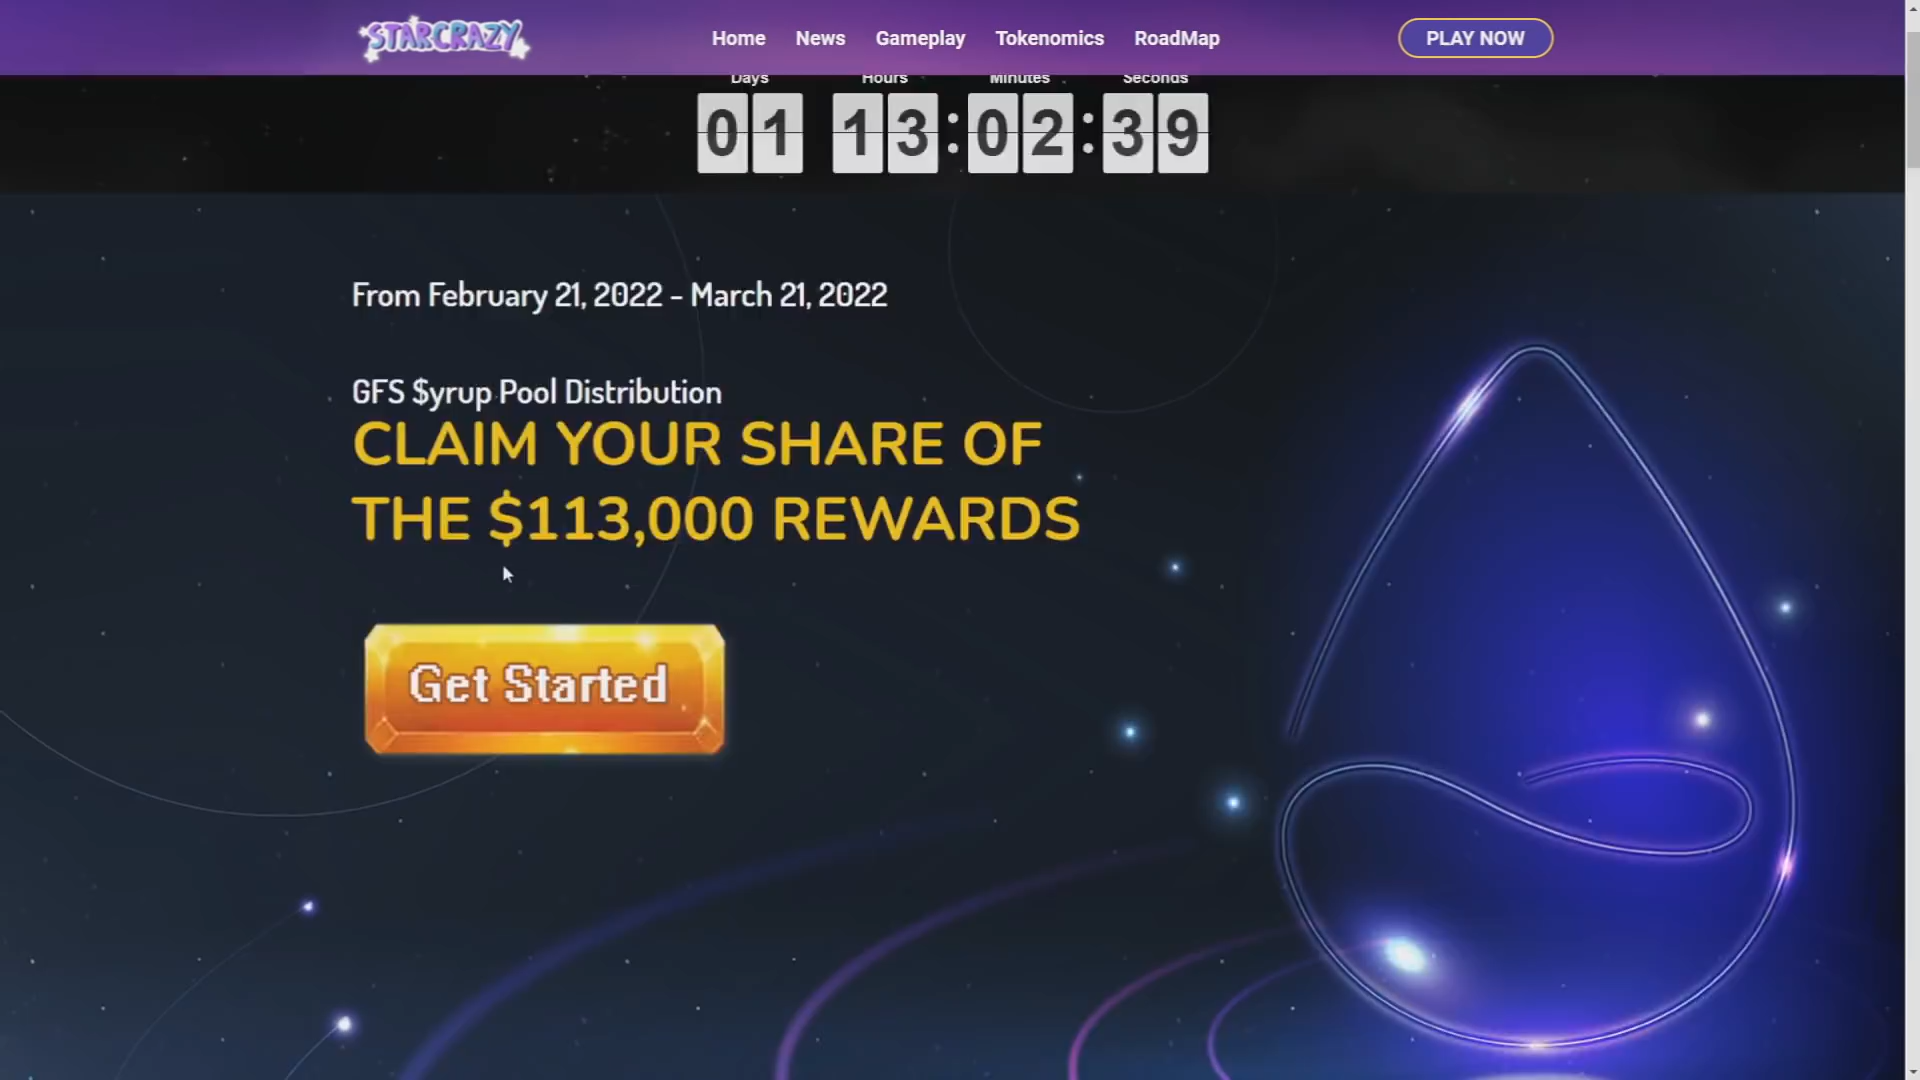 STARCRAZY
Home News Gameplay Tokenomics RoadMap
PLAY NOW
Days Hours Minutes Seconds
01 13:02:39
From February 21, 2022 - March 21, 2022
GFS $yrup Pool Distribution
CLAIM YOUR SHARE OF
THE $113,000 REWARDS
Get Started